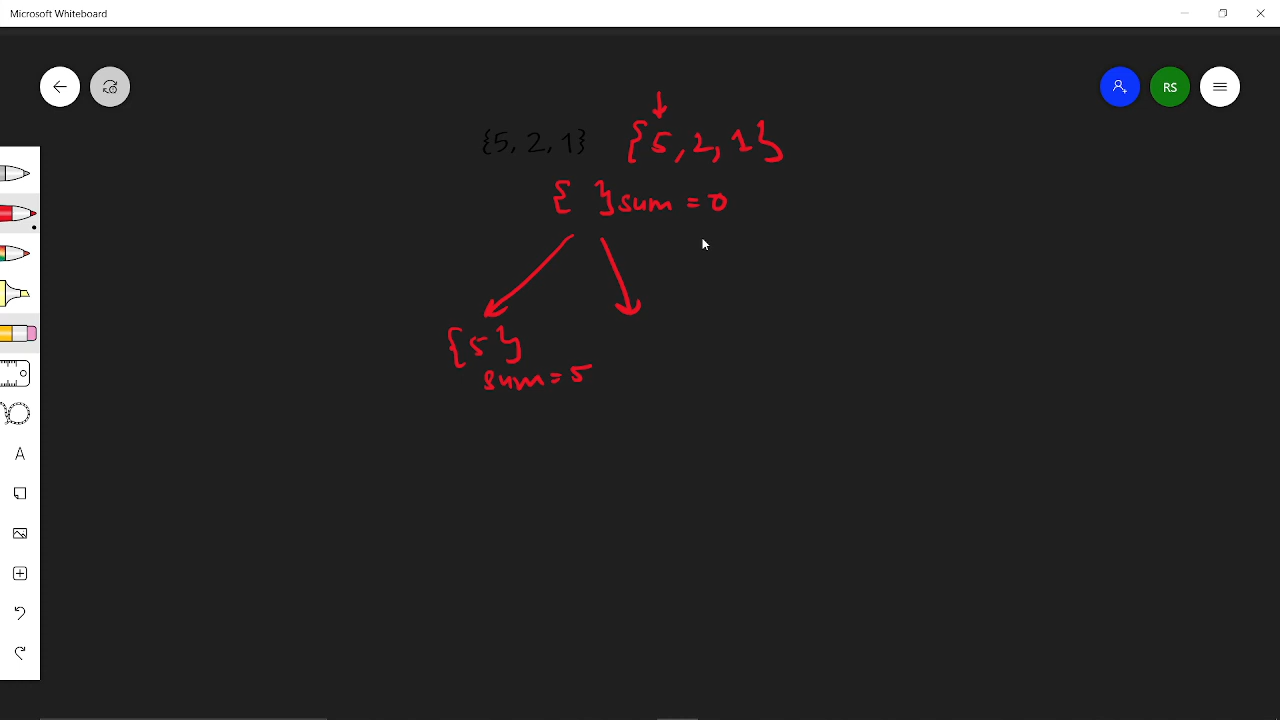 Microsoft Whiteboard
RS
{5, 2, 1} {5, 2, 1}
{ } sum = 0
{5}
sum = 5
A